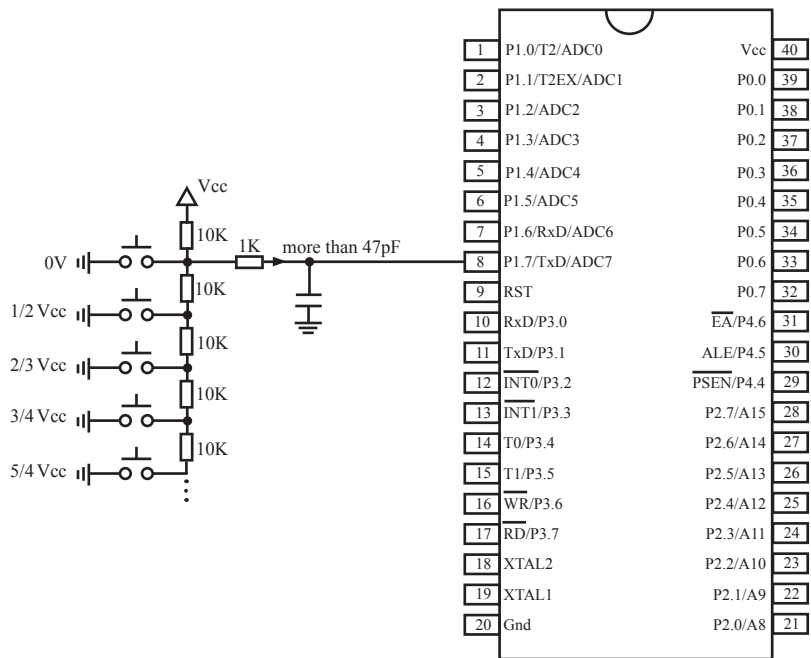 1 P1.0/T2/ADC0 Vcc 40
2 P1.1/T2EX/ADC1 P0.0 39
3 P1.2/ADC2 P0.1 38
4 P1.3/ADC3 P0.2 37
5 P1.4/ADC4 P0.3 36
6 P1.5/ADC5 P0.4 35
7 P1.6/RxD/ADC6 P0.5 34
8 P1.7/TxD/ADC7 P0.6 33
9 RST P0.7 32
10 RxD/P3.0 EA/P4.6 31
11 TxD/P3.1 ALE/P4.5 30
12 INT0/P3.2 PSEN/P4.4 29
13 INT1/P3.3 P2.7/A15 28
14 T0/P3.4 P2.6/A14 27
15 T1/P3.5 P2.5/A13 26
16 WR/P3.6 P2.4/A12 25
17 RD/P3.7 P2.3/A11 24
18 XTAL2 P2.2/A10 23
19 XTAL1 P2.1/A9 22
20 Gnd P2.0/A8 21
Vcc
10K
0V 1K more than 47pF
10K
1/2 Vcc
10K
2/3 Vcc
10K
3/4 Vcc
10K
5/4 Vcc